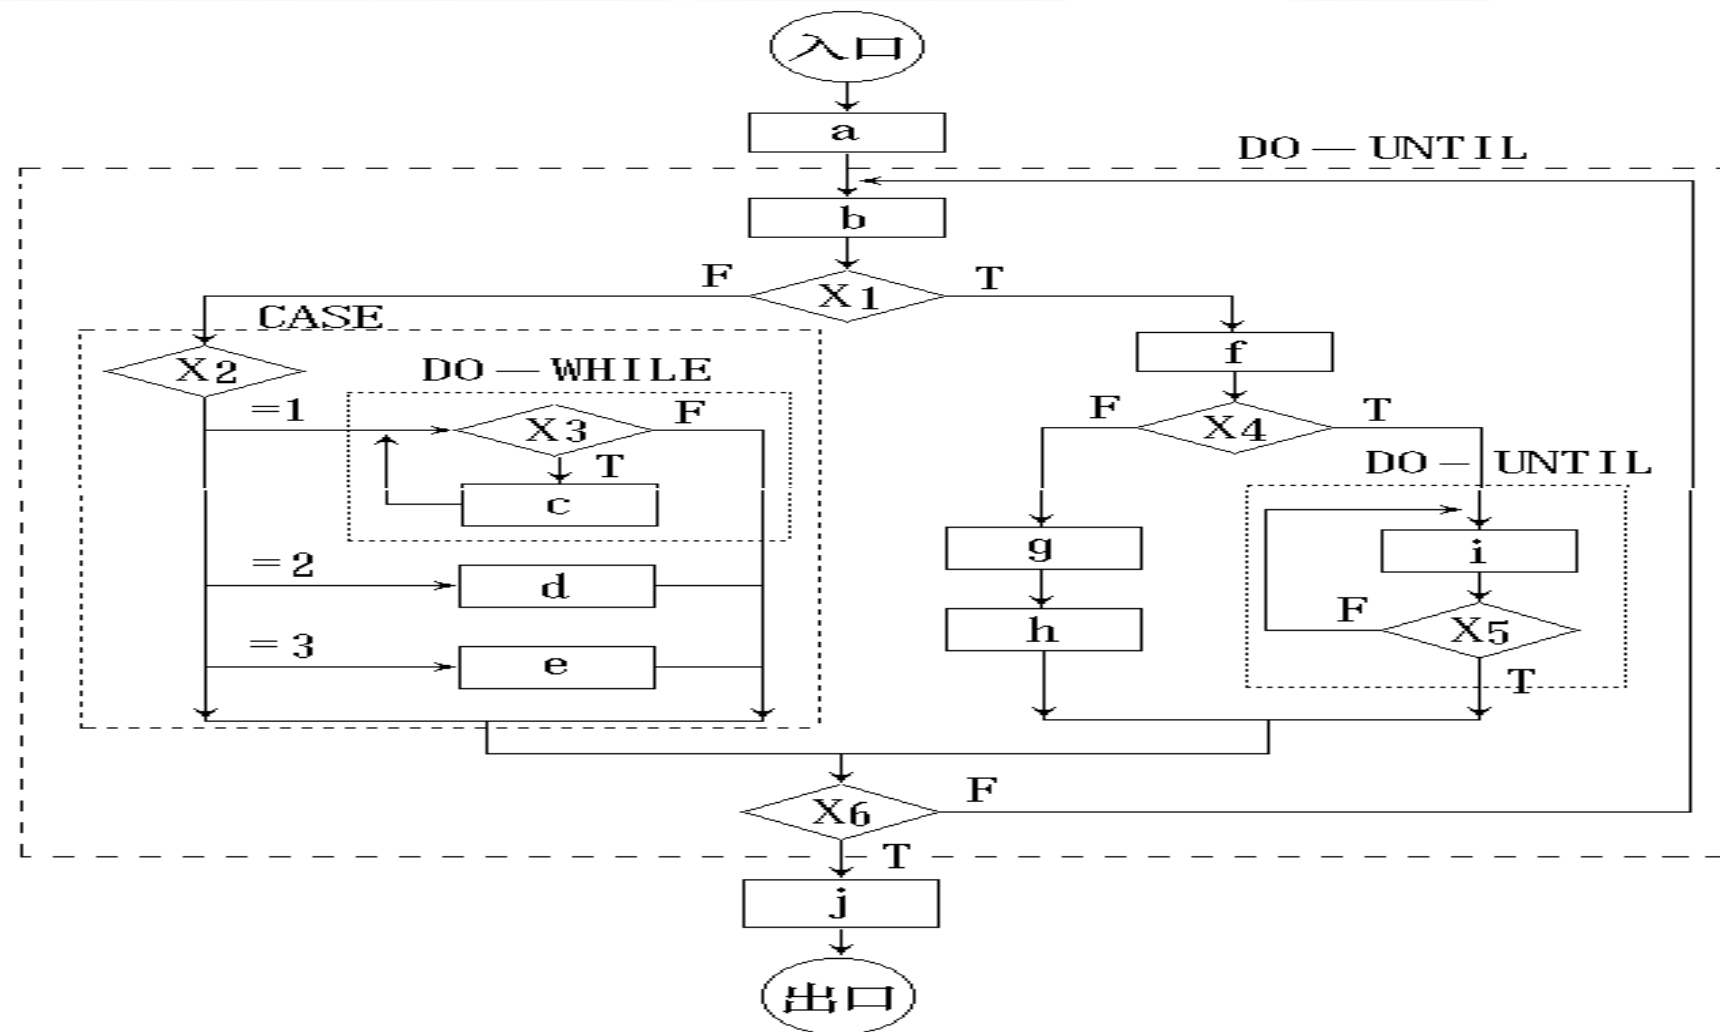 入口
a
DO—UNTIL
b
F
T
X1
CASE
f
X2
DO—WHILE
=1
F
X3
F
T
X4
T
DO—UNTIL
c
=2
d
g
i
F
h
X5
=3
e
T
X6
F
T
j
出口